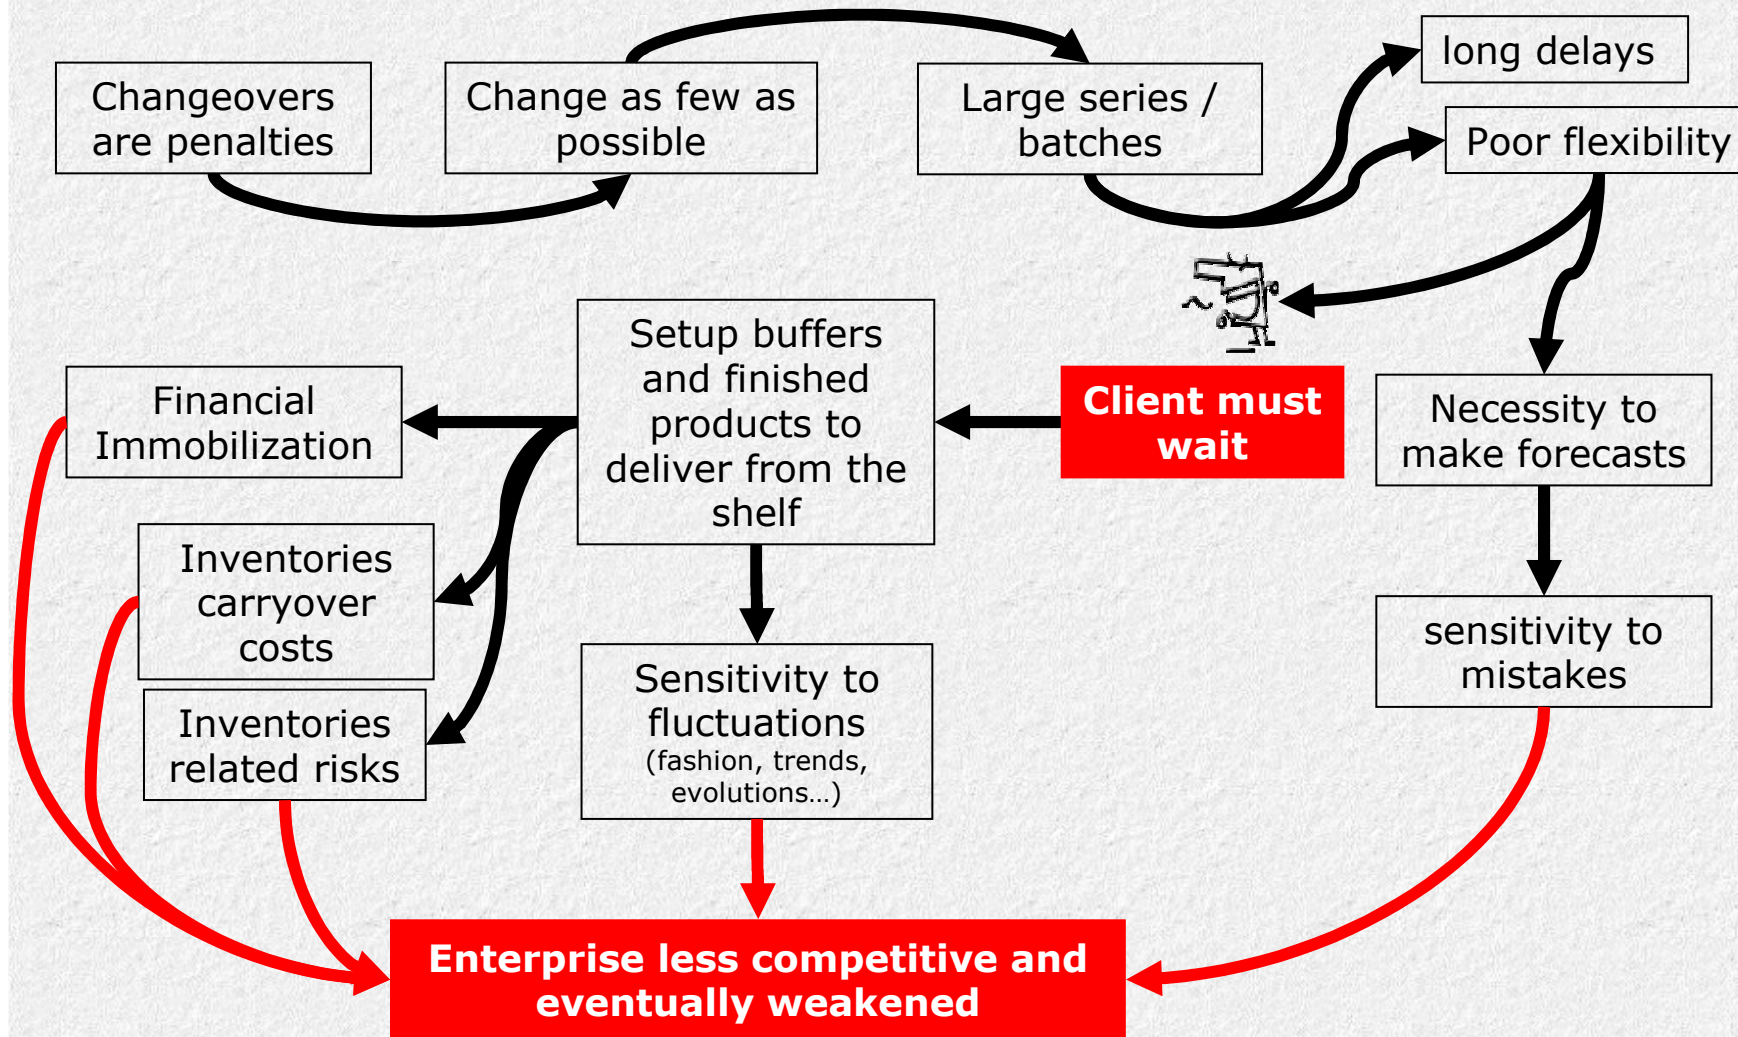 Changeovers
are penalties
Change as few as
possible
Large series /
batches
long delays
Poor flexibility
Setup buffers
and finished
products to
deliver from the
shelf
Client must
wait
Necessity to
make forecasts
Financial
Immobilization
Inventories
carryover
costs
Inventories
related risks
Sensitivity to
fluctuations
(fashion, trends,
evolutions…)
sensitivity to
mistakes
Enterprise less competitive and
eventually weakened